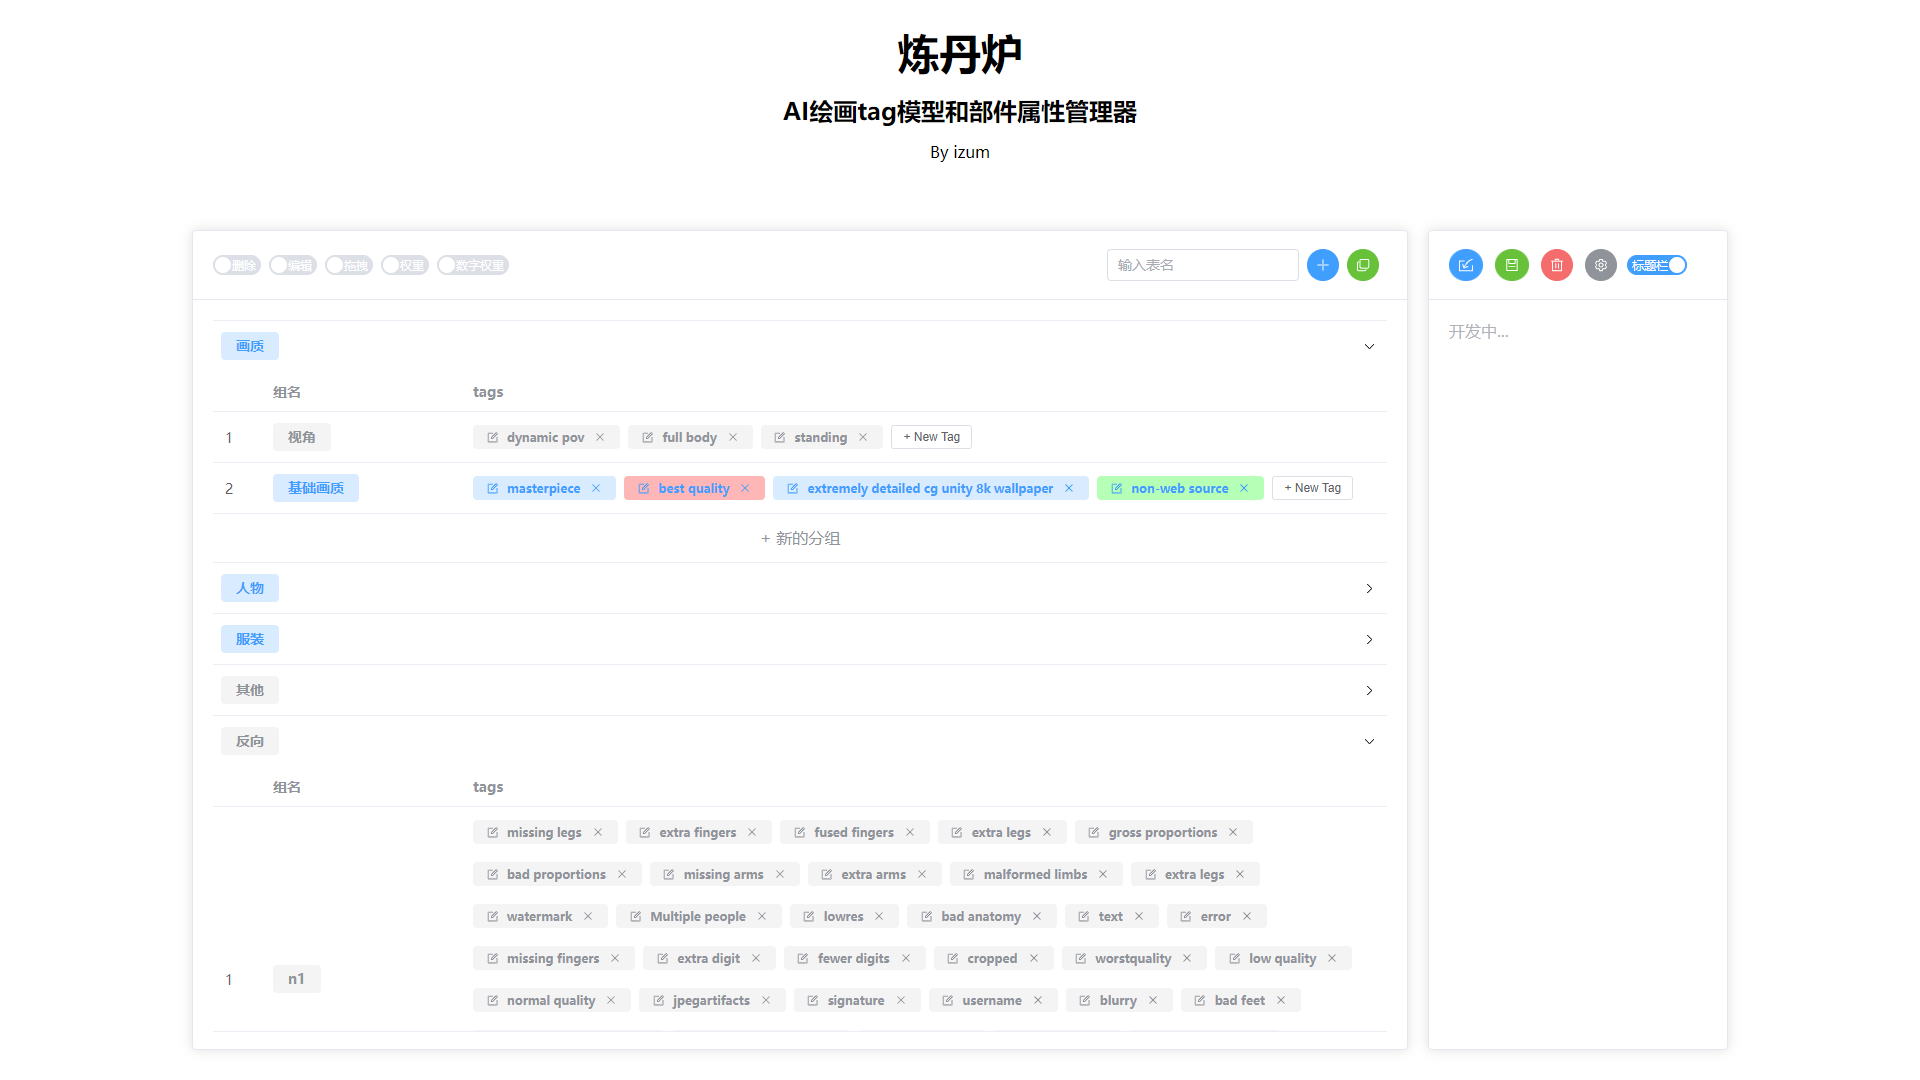 炼丹炉
AI绘画tag模型和部件属性管理器
By izum
删除 编辑 拖拽 权重 数字权重 输入表名
标题栏
开发中...
画质
组名 tags
1 视角 dynamic pov full body standing + New Tag
2 基础画质 masterpiece best quality extremely detailed cg unity 8k wallpaper non-web source + New Tag
+ 新的分组
人物
服装
其他
反向
组名 tags
missing legs extra fingers fused fingers extra legs gross proportions
bad proportions missing arms extra arms malformed limbs extra legs
watermark Multiple people lowres bad anatomy text error
missing fingers extra digit fewer digits cropped worstquality low quality
1 n1
normal quality jpegartifacts signature username blurry bad feet